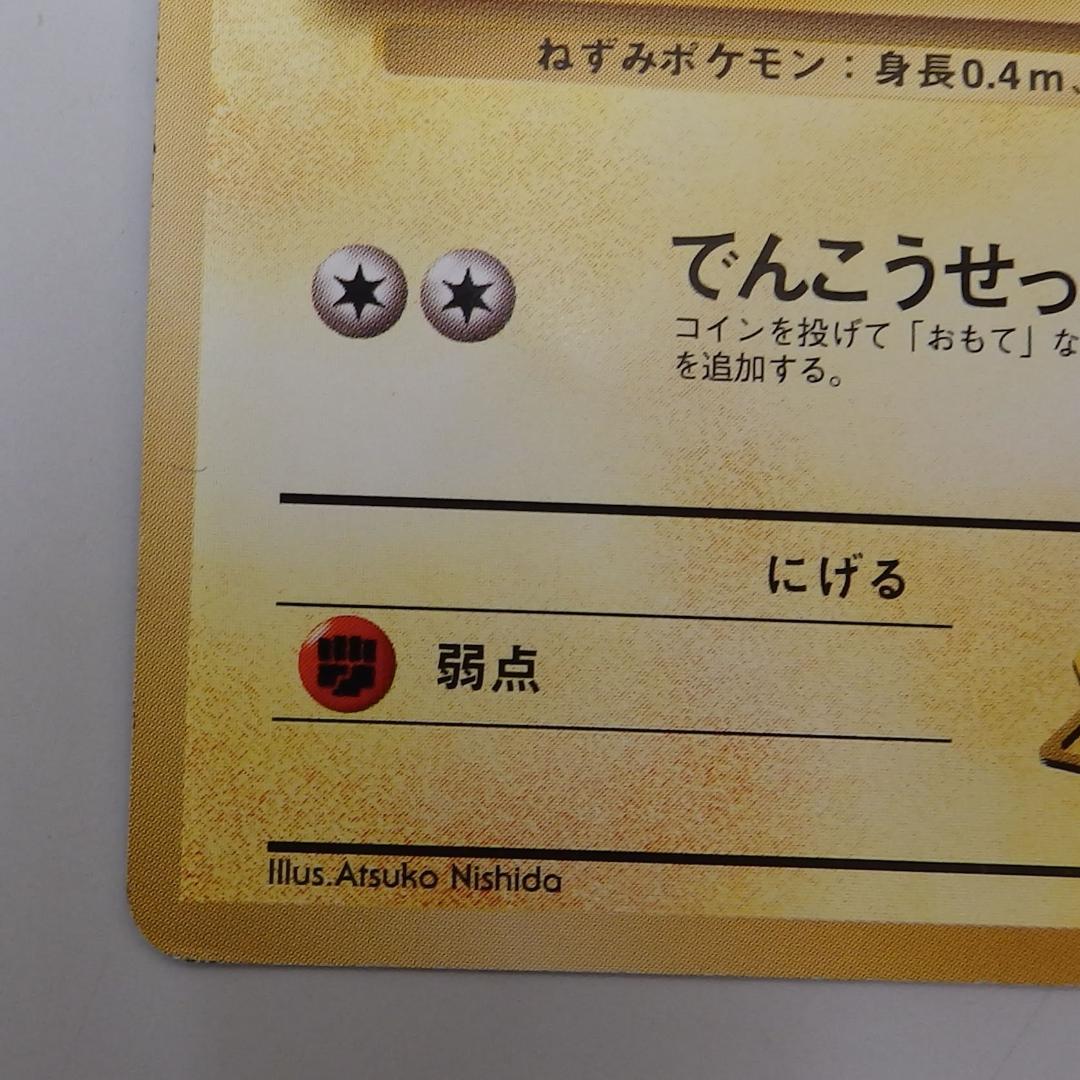 ねずみポケモン：身長0.4m、
でんこうせっ
コインを投げて「おもて」な
を追加する。
にげる
弱点
Illus.Atsuko Nishida